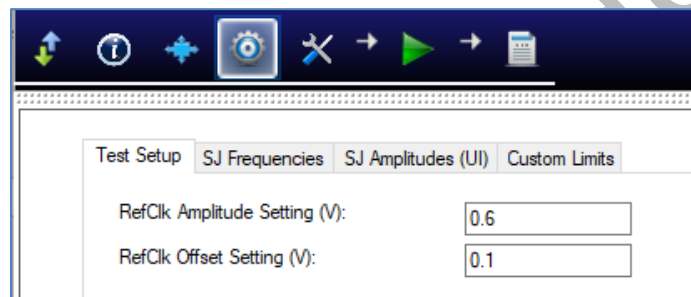 Test Setup SJ Frequencies SJ Amplitudes (UI) Custom Limits
RefClk Amplitude Setting (V): 0.6
RefClk Offset Setting (V): 0.1